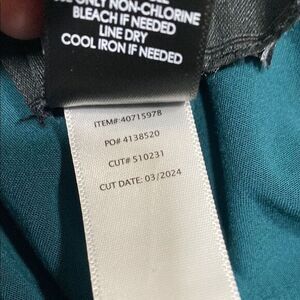 ONLY NON-CHLORINE
BLEACH IF NEEDED
LINE DRY
COOL IRON IF NEEDED
ITEM#:40715978
PO# 4138520
CUT# 510231
CUT DATE: 03/2024